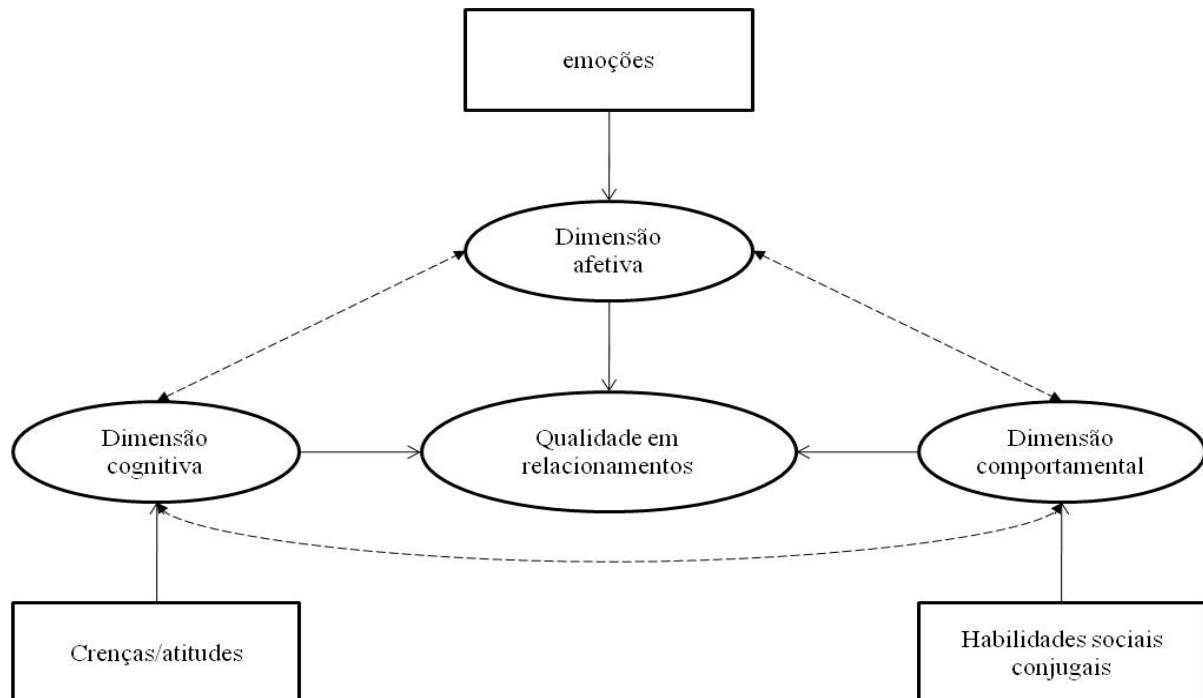 emoções
Dimensão
afetiva
Dimensão
cognitiva
Qualidade em
relacionamentos
Dimensão
comportamental
Crenças/atitudes
Habilidades sociais
conjugais